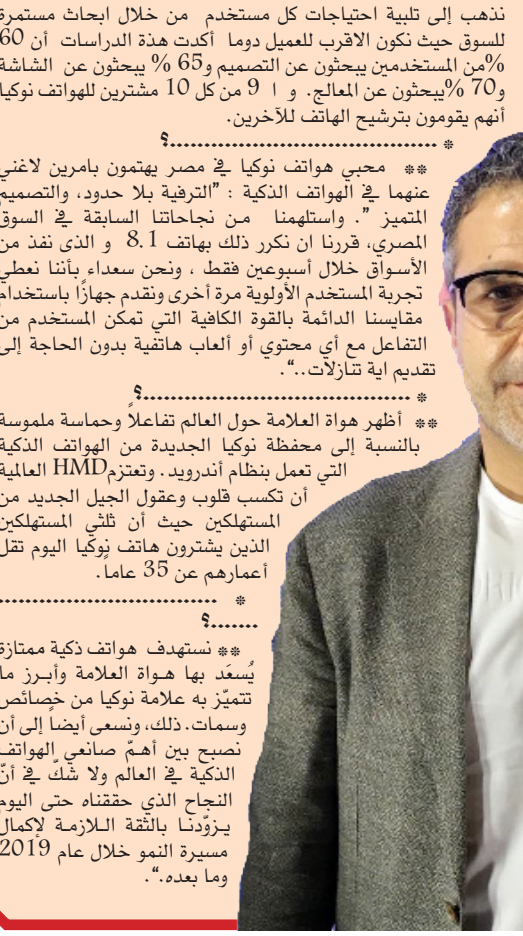 نذهب إلى تلبية احتياجات كل مستخدم من خلال ابحاث مستمرة
للسوق حيث نكون الاقرب للعميل دوما أكدت هذة الدراسات أن 60
%من المستخدمين يبحثون عن التصميم و65 % يبحثون عن الشاشة
و70 %يبحثون عن المعالج. و ا 9 من كل 10 مشترين للهواتف نوكيا
أنهم يقومون بترشيح الهاتف للآخرين.
* .....................................؟
** محبي هواتف نوكيا في مصر يهتمون بامرين لاغني
عنهما في الهواتف الذكية : ”الترفية بلا حدود، والتصميم
المتميز “. واستلهمنا من نجاحاتنا السابقة في السوق
المصري، قررنا ان نكرر ذلك بهاتف 8.1 و الذى نفذ من
الأسواق خلال أسبوعين فقط ، ونحن سعداء بأننا نعطي
تجربة المستخدم الأولوية مرة أخرى ونقدم جهازًا باستخدام
مقايسنا الدائمة بالقوة الكافية التي تمكن المستخدم من
التفاعل مع أي محتوي أو ألعاب هاتفية بدون الحاجة إلى
تقديم اية تنازلات..“.
* .....................................؟
** أظهر هواة العلامة حول العالم تفاعلاً وحماسة ملموسة
بالنسبة إلى محفظة نوكيا الجديدة من الهواتف الذكية
التي تعمل بنظام أندرويد. وتعتزمHMD العالمية
أن تكسب قلوب وعقول الجيل الجديد من
المستهلكين حيث أن ثلثي المستهلكين
الذين يشترون هاتف نوكيا اليوم تقل
أعمارهم عن 35 عاماً.
* ..............................
........؟
** نستهدف هواتف ذكية ممتازة
يُسعَد بها هواة العلامة وأبرز ما
تتميّز به علامة نوكيا من خصائص
وسمات. ذلك، ونسعى أيضاً إلى أن
نصبح بين أهمّ صانعي الهواتف
الذكية في العالم ولا شكّ في أنّ
النجاح الذي حققناه حتى اليوم
يزوّدنا بالثقة اللازمة لإكمال
مسيرة النمو خلال عام 2019
وما بعده.“.